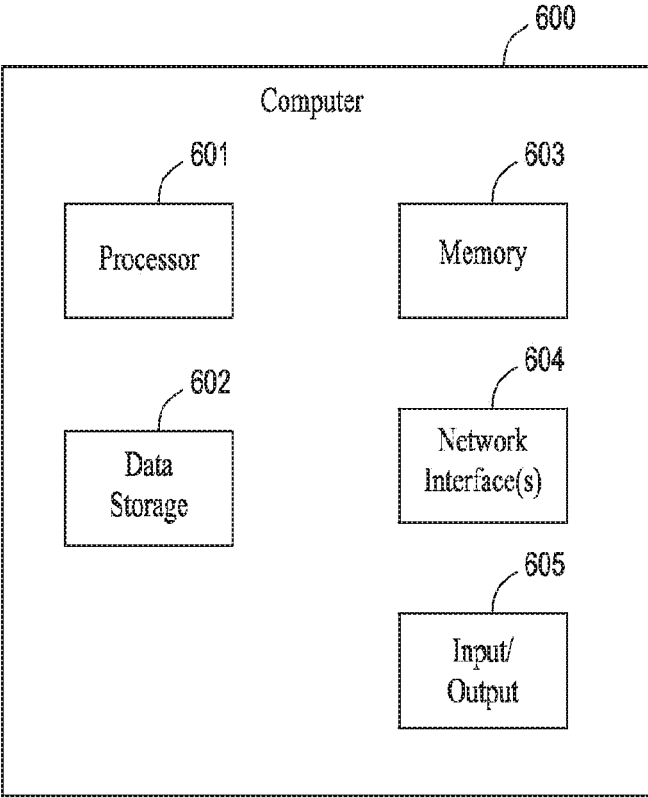 600
Computer
601
Processor
603
Memory
602
Data
Storage
604
Network
Interface(s)
605
Input/
Output